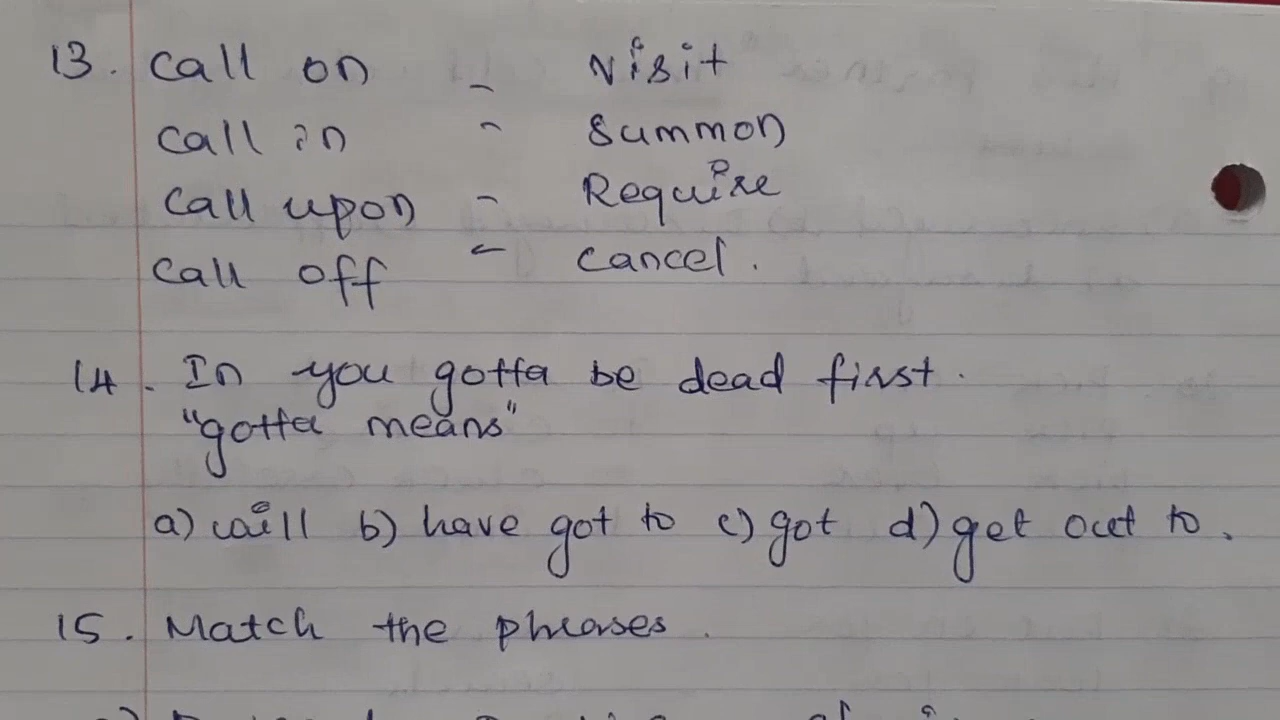 13. Call on - Visit
Call in - Summon
Call upon - Require
Call off - Cancel.
14. In you gotta be dead first.
"gotta means"
a) will b) have got to c) got d) get out to.
15. Match the phrases.